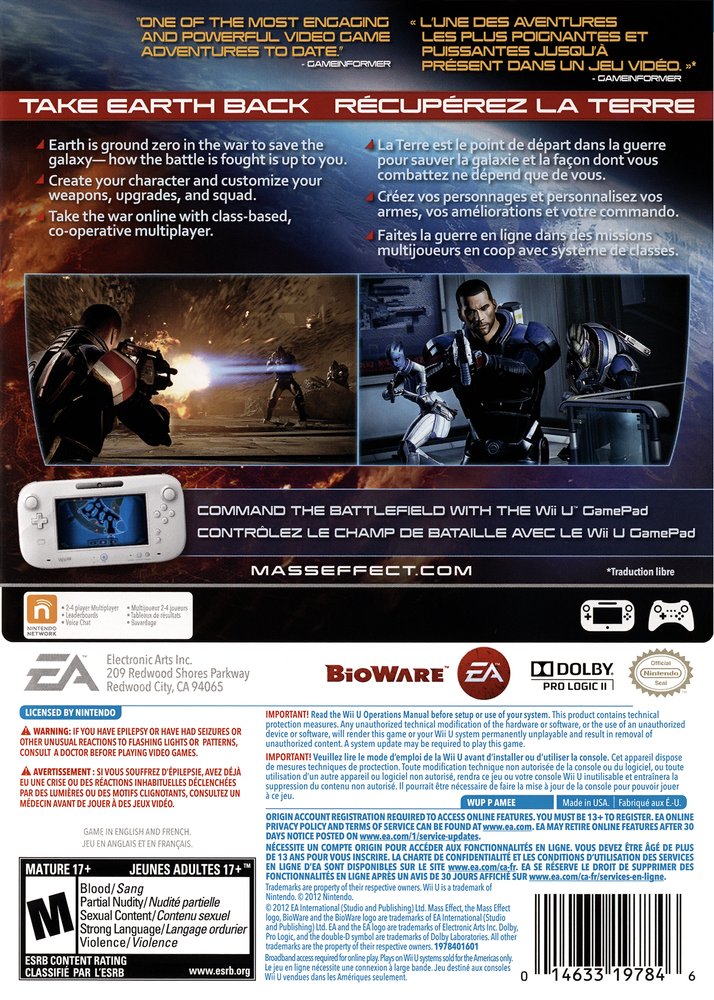 "ONE OF THE MOST ENGAGING
AND POWERFUL VIDEO GAME
ADVENTURES TO DATE."
- GAMEINFORMER
« L'UNE DES AVENTURES
LES PLUS POIGNANTES ET
PUISSANTES JUSQU'À
PRÉSENT DANS UN JEU VIDÉO. »*
- GAMEINFORMER
TAKE EARTH BACK
RÉCUPÉREZ LA TERRE
Earth is ground zero in the war to save the
galaxy— how the battle is fought is up to you.
Create your character and customize your
weapons, upgrades, and squad.
Take the war online with class-based,
co-operative multiplayer.
La Terre est le point de départ dans la guerre
pour sauver la galaxie et la façon dont vous
combattez ne dépend que de vous.
Créez vos personnages et personnalisez vos
armes, vos améliorations et votre commando.
Faites la guerre en ligne dans des missions
multijoueurs en coop avec système de classes.
COMMAND THE BATTLEFIELD WITH THE Wii U™ GamePad
CONTRÔLEZ LE CHAMP DE BATAILLE AVEC LE Wii U GamePad
MASSEFFECT.COM
*Traduction libre
NINTENDO
NETWORK
• 2-4 player Multiplayer
• Leaderboards
• Voice Chat
• Multijoueur 2-4 joueurs
• Tableaux de résultats
• Bavardage
EA
Electronic Arts Inc.
209 Redwood Shores Parkway
Redwood City, CA 94065
BIOWARE™
EA
DOLBY
PRO LOGIC II
Official
Nintendo
Seal
LICENSED BY NINTENDO
WARNING: IF YOU HAVE EPILEPSY OR HAVE HAD SEIZURES OR
OTHER UNUSUAL REACTIONS TO FLASHING LIGHTS OR PATTERNS,
CONSULT A DOCTOR BEFORE PLAYING VIDEO GAMES.
AVERTISSEMENT : SI VOUS SOUFFREZ D'ÉPILEPSIE, AVEZ DÉJÀ
EU UNE CRISE OU DES RÉACTIONS INHABITUELLES DÉCLENCHÉES
PAR DES LUMIÈRES OU DES MOTIFS CLIGNOTANTS, CONSULTEZ UN
MÉDECIN AVANT DE JOUER À DES JEUX VIDÉO.
GAME IN ENGLISH AND FRENCH.
JEU EN ANGLAIS ET EN FRANÇAIS.
IMPORTANT! Read the Wii U Operations Manual before setup or use of your system. This product contains technical
protection measures. Any unauthorized technical modification of the hardware or software, or the use of an unauthorized
device or software, will render this game or your Wii U system permanently unplayable and result in removal of
unauthorized content. A system update may be required to play this game.
IMPORTANT! Veuillez lire le mode d'emploi de la Wii U avant d'installer ou d'utiliser la console. Cet appareil dispose
de mesures techniques de protection. Toute modification technique non autorisée de la console ou du logiciel, ou toute
utilisation d'un autre appareil ou logiciel non autorisé, rendra ce jeu ou votre console Wii U inutilisable et entraînera la
suppression du contenu non autorisé. Il pourrait être nécessaire de faire la mise à jour de la console pour pouvoir jouer
à ce jeu.
WUP P AMEE
Made in USA. | Fabriqué aux É.-U.
ORIGIN ACCOUNT REGISTRATION REQUIRED TO ACCESS ONLINE FEATURES. YOU MUST BE 13+ TO REGISTER. EA ONLINE
PRIVACY POLICY AND TERMS OF SERVICE CAN BE FOUND AT www.ea.com. EA MAY RETIRE ONLINE FEATURES AFTER 30
DAYS NOTICE POSTED ON www.ea.com/1/service-updates.
NÉCESSITE UN COMPTE ORIGIN POUR ACCÉDER AUX FONCTIONNALITÉS EN LIGNE. VOUS DEVEZ ÊTRE ÂGÉ DE PLUS
DE 13 ANS POUR VOUS INSCRIRE. LA CHARTE DE CONFIDENTIALITÉ ET LES CONDITIONS D'UTILISATION DES SERVICES
EN LIGNE D'EA SONT DISPONIBLES SUR LE SITE www.ea.com/ca-fr. EA SE RÉSERVE LE DROIT DE SUPPRIMER DES
FONCTIONNALITÉS EN LIGNE APRÈS UN AVIS DE 30 JOURS AFFICHÉ SUR www.ea.com/ca-fr/services-en-ligne.
Trademarks are property of their respective owners. Wii U is a trademark of
Nintendo. © 2012 Nintendo.
© 2012 EA International (Studio and Publishing) Ltd. Mass Effect, the Mass Effect
logo, BioWare and the BioWare logo are trademarks of EA International (Studio
and Publishing) Ltd. EA and the EA logo are trademarks of Electronic Arts Inc. Dolby,
Pro Logic, and the double-D symbol are trademarks of Dolby Laboratories. All other
trademarks are the property of their respective owners. 1978401601
Broadband access required for online play. Plays on Wii U systems sold for the Americas only.
Le jeu en ligne nécessite une connexion à large bande. Jeu destiné aux consoles
Wii U vendues dans les Amériques seulement.
MATURE 17+
JEUNES ADULTES 17+™
M
Blood/Sang
Partial Nudity/Nudité partielle
Sexual Content/Contenu sexuel
Strong Language/Langage ordurier
Violence/Violence
ESRB CONTENT RATING
CLASSIFIÉ PAR L'ESRB
www.esrb.org
0 14633 19784 6